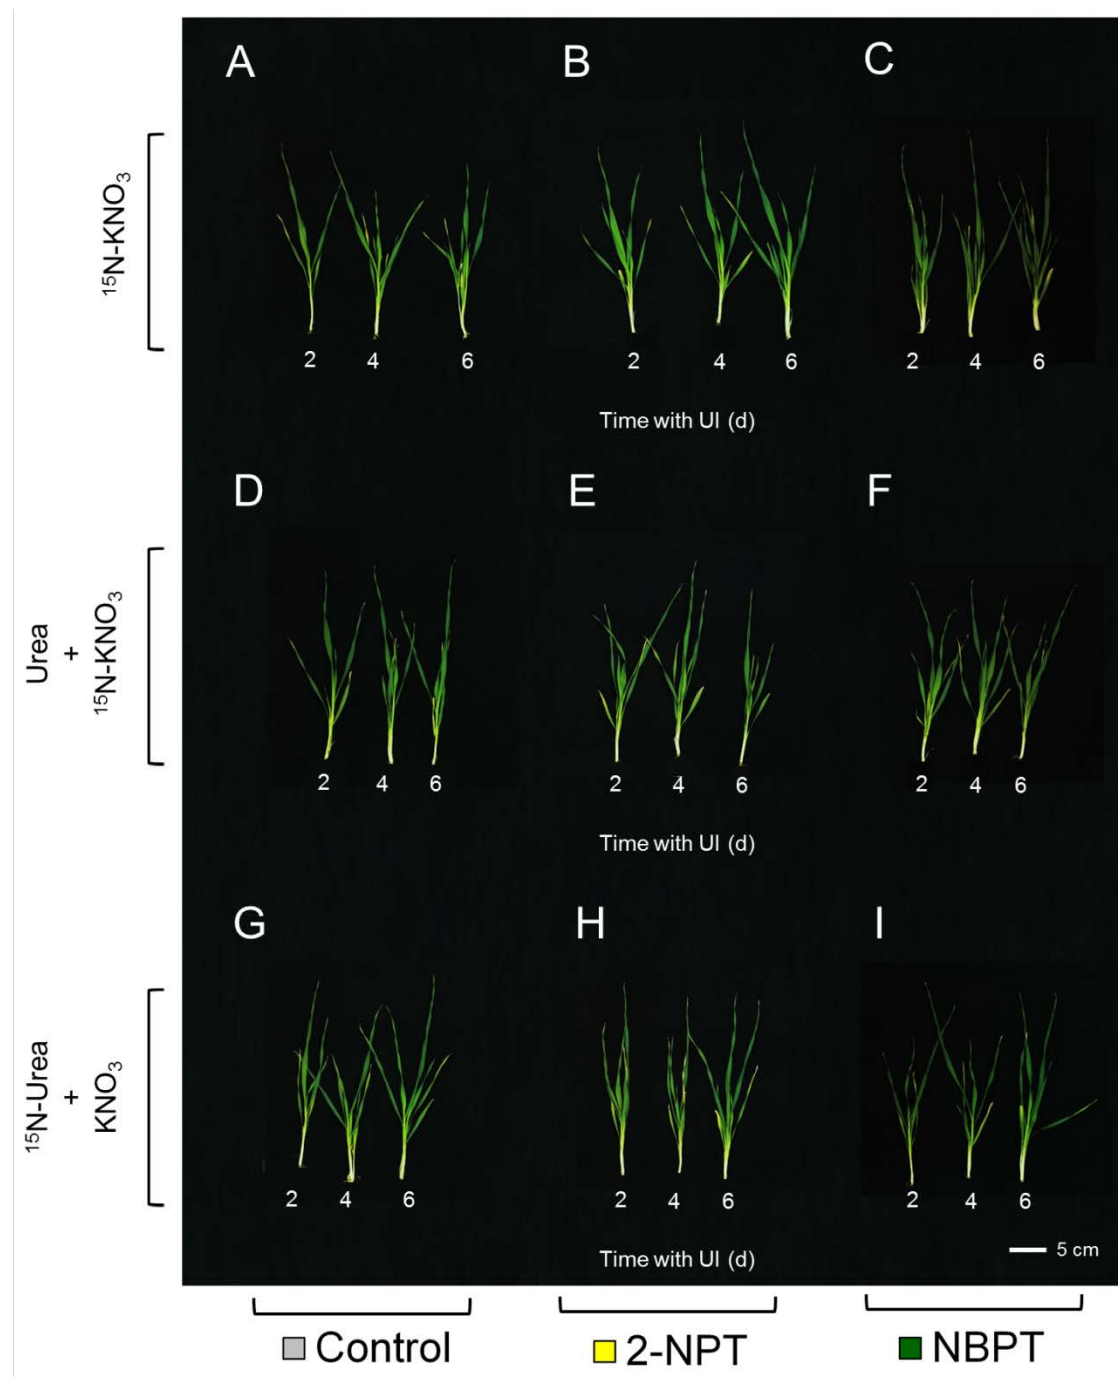 A B C
¹⁵N-KNO₃
2 4 6 2 4 6 2 4 6
Time with UI (d)
D E F
Urea
+
¹⁵N-KNO₃
2 4 6 2 4 6 2 4 6
Time with UI (d)
G H I
¹⁵N-Urea
+
KNO₃
2 4 6 2 4 6 2 4 6
Time with UI (d)
5 cm
Control 2-NPT NBPT